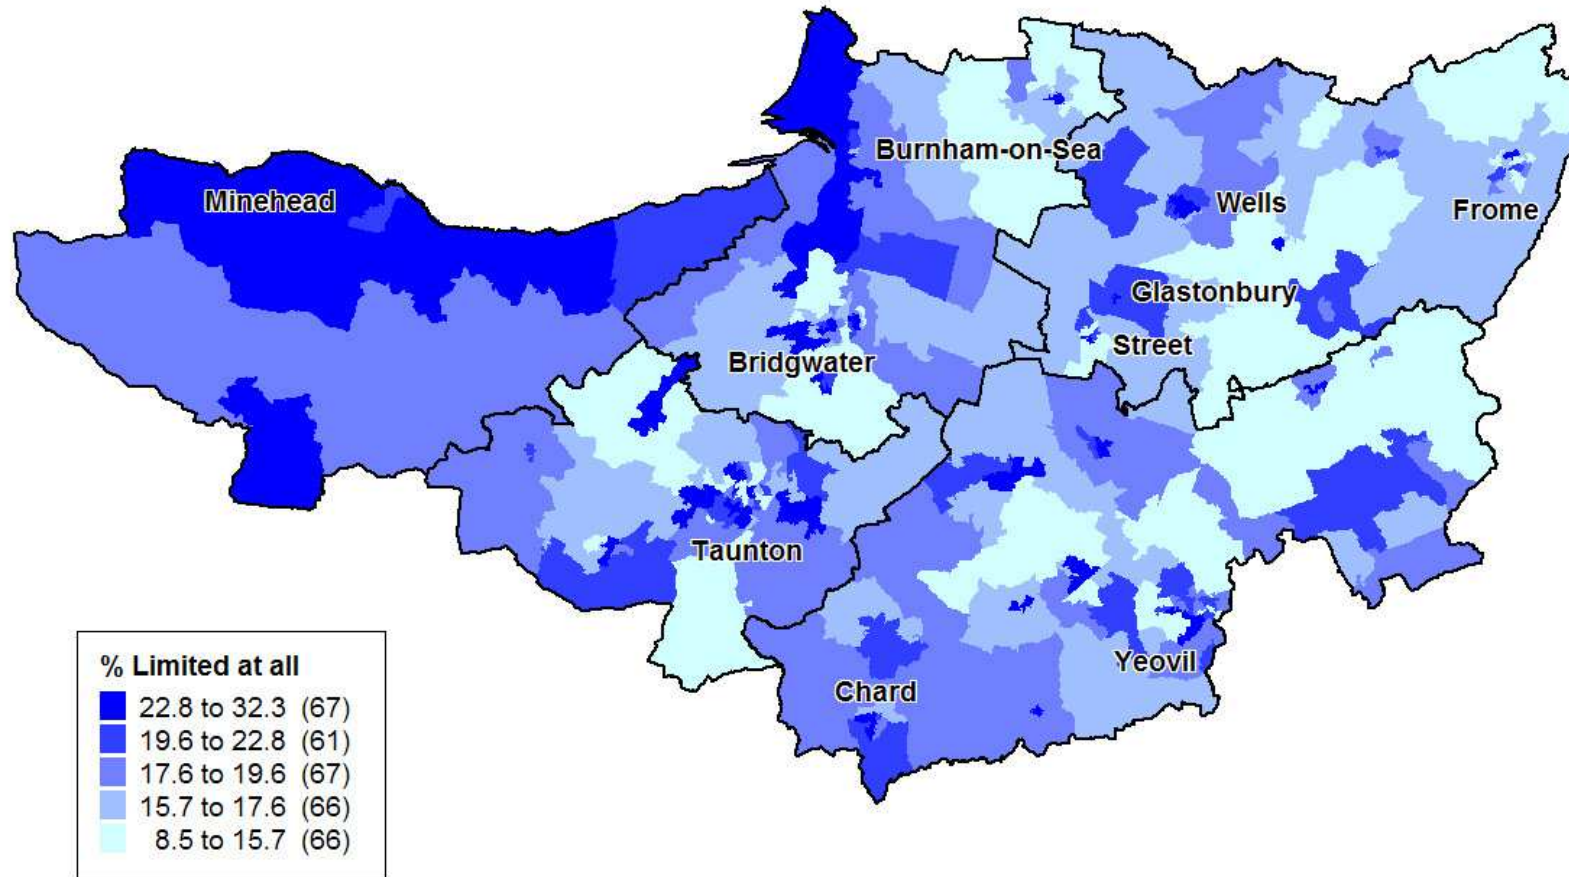 Burnham-on-Sea
Minehead
Wells
Frome
Glastonbury
Street
Bridgwater
Taunton
Yeovil
Chard
% Limited at all
22.8 to 32.3 (67)
19.6 to 22.8 (61)
17.6 to 19.6 (67)
15.7 to 17.6 (66)
8.5 to 15.7 (66)